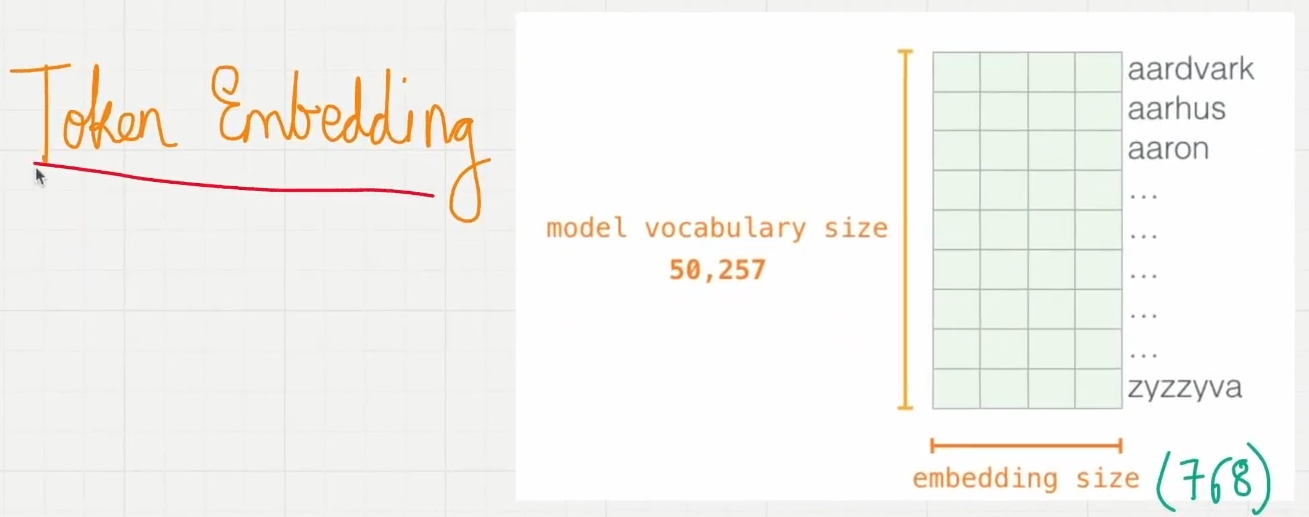 Token Embedding
model vocabulary size
50,257
aardvark
aarhus
aaron
...
...
...
...
...
zyzzyva
embedding size (768)